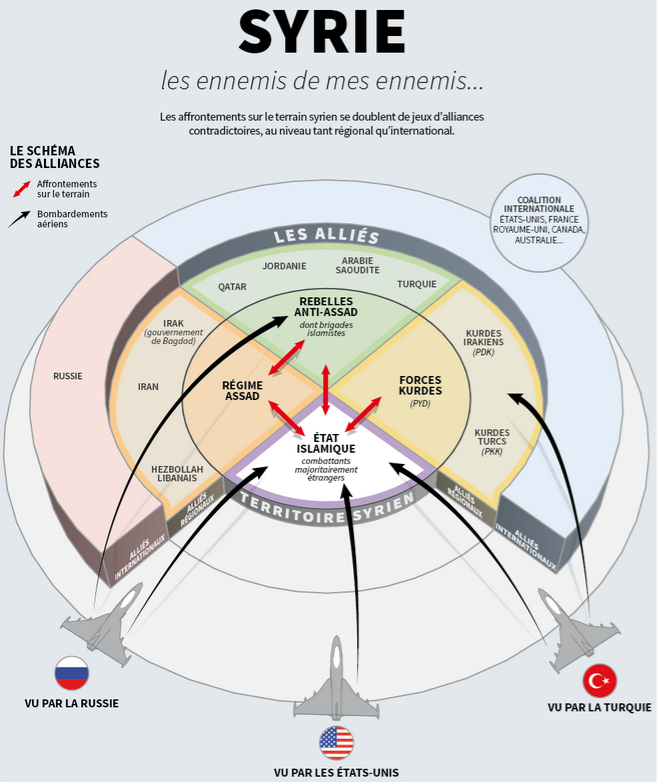 SYRIE
les ennemis de mes ennemis...
Les affrontements sur le terrain syrien se doublent de jeux d'alliances
contradictoires, au niveau tant régional qu'international.
LE SCHÉMA
DES ALLIANCES
Affrontements
sur le terrain
Bombardements
aériens
COALITION
INTERNATIONALE
ÉTATS-UNIS, FRANCE
ROYAUME-UNI, CANADA,
AUSTRALIE...
LES ALLIÉS
QATAR
JORDANIE
ARABIE
SAOUDITE
TURQUIE
REBELLES
ANTI-ASSAD
dont brigades
islamistes
IRAK
(gouvernement
de Bagdad)
IRAN
HEZBOLLAH
LIBANAIS
RUSSIE
RÉGIME
ASSAD
FORCES
KURDES
(PYD)
KURDES
IRAKIENS
(PDK)
KURDES
TURCS
(PKK)
ÉTAT
ISLAMIQUE
combattants
majoritairement
étrangers
TERRITOIRE SYRIEN
ALLIÉS
RÉGIONAUX
ALLIÉS
INTERNATIONAUX
ALLIÉS
RÉGIONAUX
ALLIÉS
INTERNATIONAUX
VU PAR LA RUSSIE
VU PAR LES ÉTATS-UNIS
VU PAR LA TURQUIE